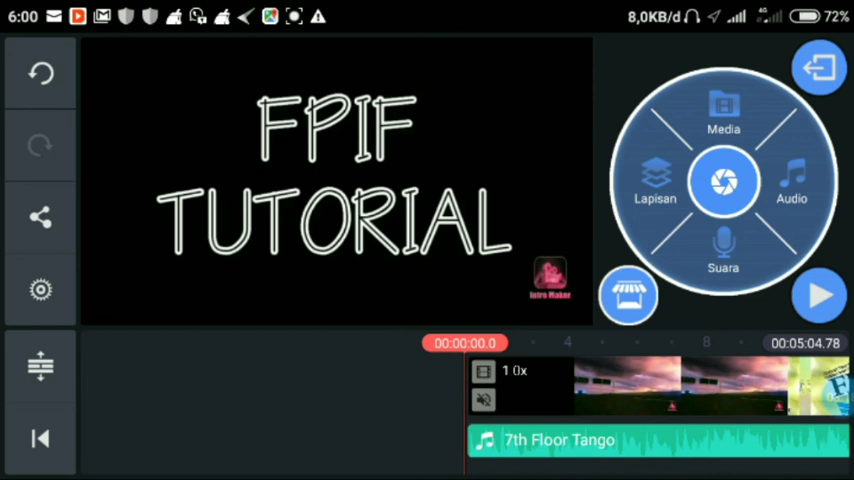 6:00
8,0KB/d
4G
72%
FPIF
TUTORIAL
Intro Maker
Media
Lapisan
Audio
Suara
00:00:00.0
4
8
00:05:04.78
1.0x
7th Floor Tango